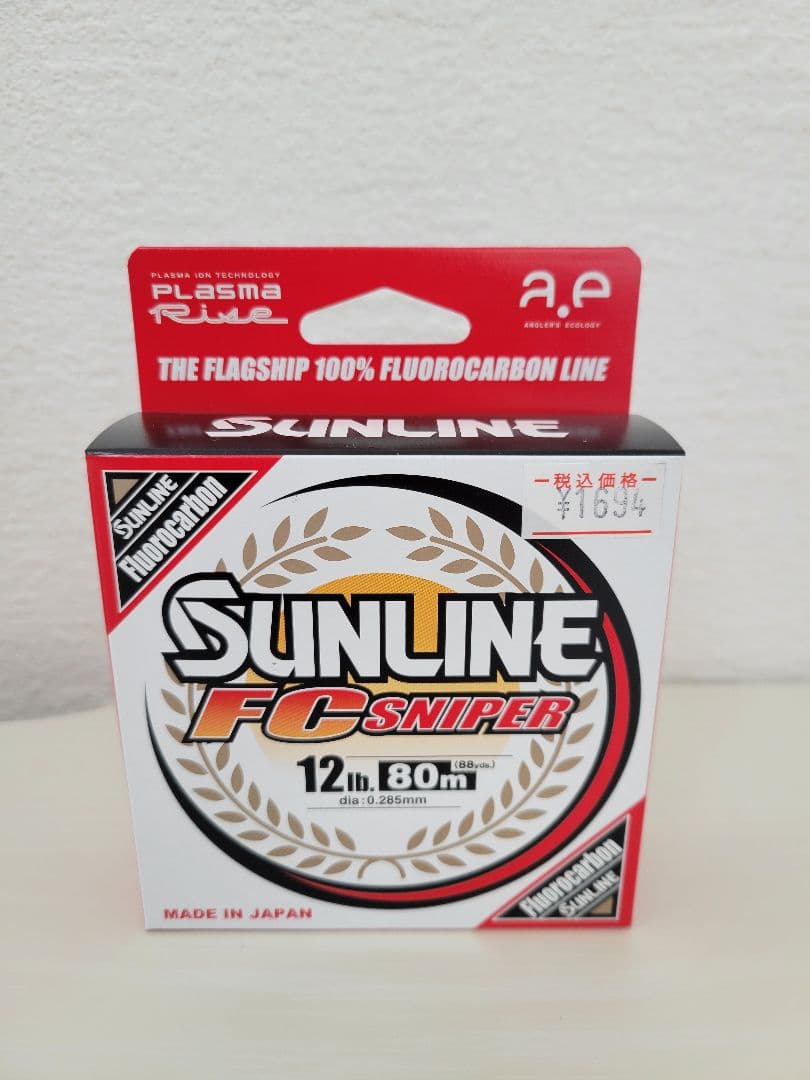 PLASMA ION TECHNOLOGY
PLASMA
Rise
a.e
ANGLER'S ECOLOGY
THE FLAGSHIP 100% FLUOROCARBON LINE
SUNLINE
SUNLINE
Fluorocarbon
税込価格
¥1694
SUNLINE
FC SNIPER
12lb. 80m (88yds.)
dia:0.285mm
Fluorocarbon
SUNLINE
MADE IN JAPAN